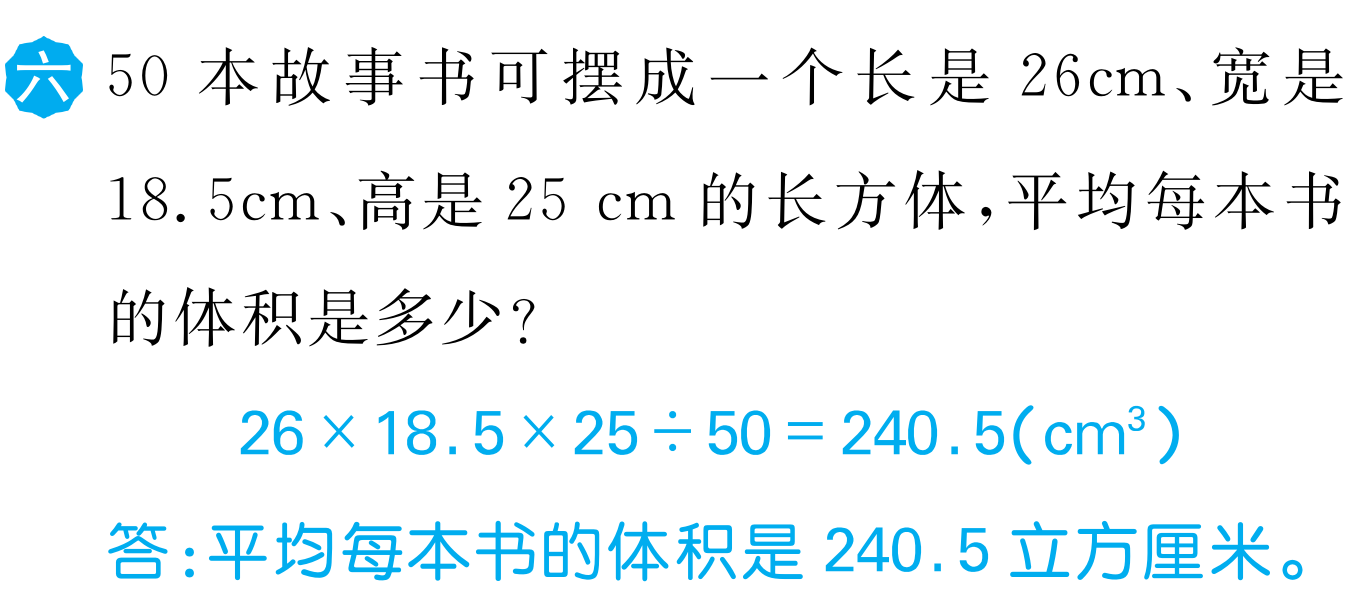 六 50 本故事书可摆成一个长是 26cm、宽是
18.5cm、高是 25 cm 的长方体,平均每本书
的体积是多少?
26×18.5×25÷50=240.5(cm³)
答:平均每本书的体积是 240.5 立方厘米。